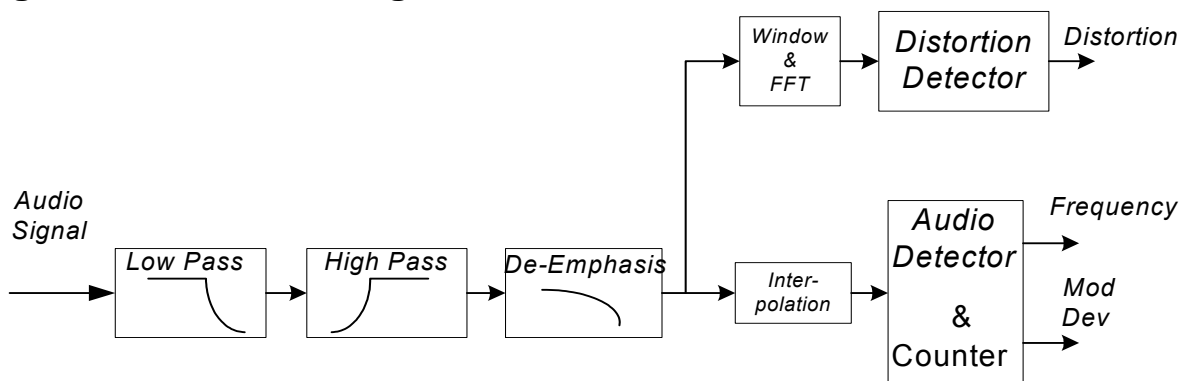 Window
&
FFT
Distortion
Detector
Distortion
Audio
Signal
Low Pass
High Pass
De-Emphasis
Inter-
polation
Audio
Detector
&
Counter
Frequency
Mod
Dev